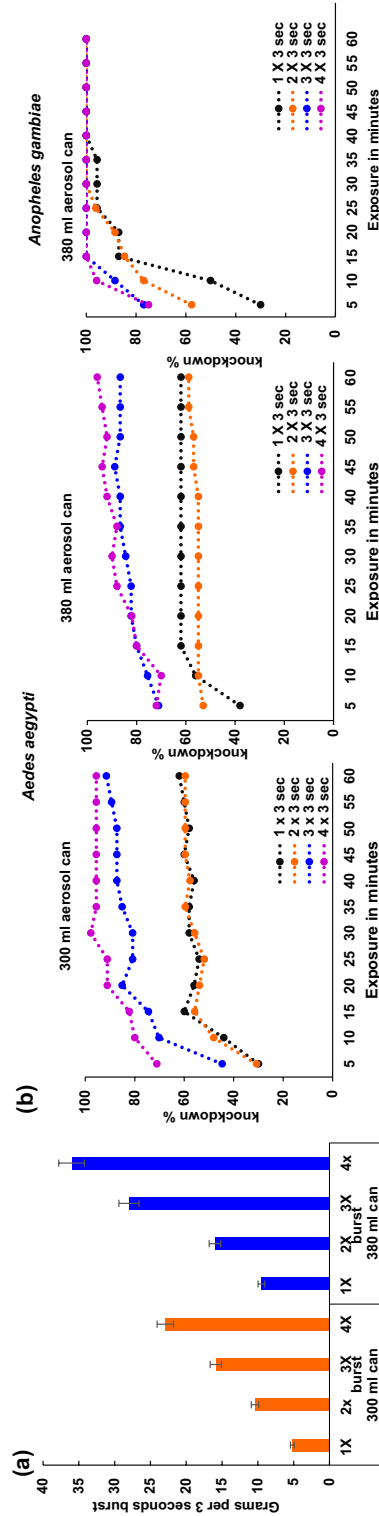 (a)
Grams per 3 seconds burst
40
35
30
25
20
15
10
5
0
1X 2x 3X 4X 1X 2X 3X 4x
burst burst
300 ml can 380 ml can
(b)
Aedes aegypti
300 ml aerosol can
knockdown %
100
80
60
40
20
0
5 10 15 20 25 30 35 40 45 50 55 60
Exposure in minutes
1 x 3 sec
2 x 3 sec
3 x 3 sec
4 X 3 sec
380 ml aerosol can
knockdown %
100
80
60
40
20
0
5 10 15 20 25 30 35 40 45 50 55 60
Exposure in minutes
1 X 3 sec
2 X 3 sec
3 X 3 sec
4 X 3 sec
Anopheles gambiae
380 ml aerosol can
knockdown %
100
80
60
40
20
0
5 10 15 20 25 30 35 40 45 50 55 60
Exposure in minutes
1 X 3 sec
2 X 3 sec
3 X 3 sec
4 X 3 sec